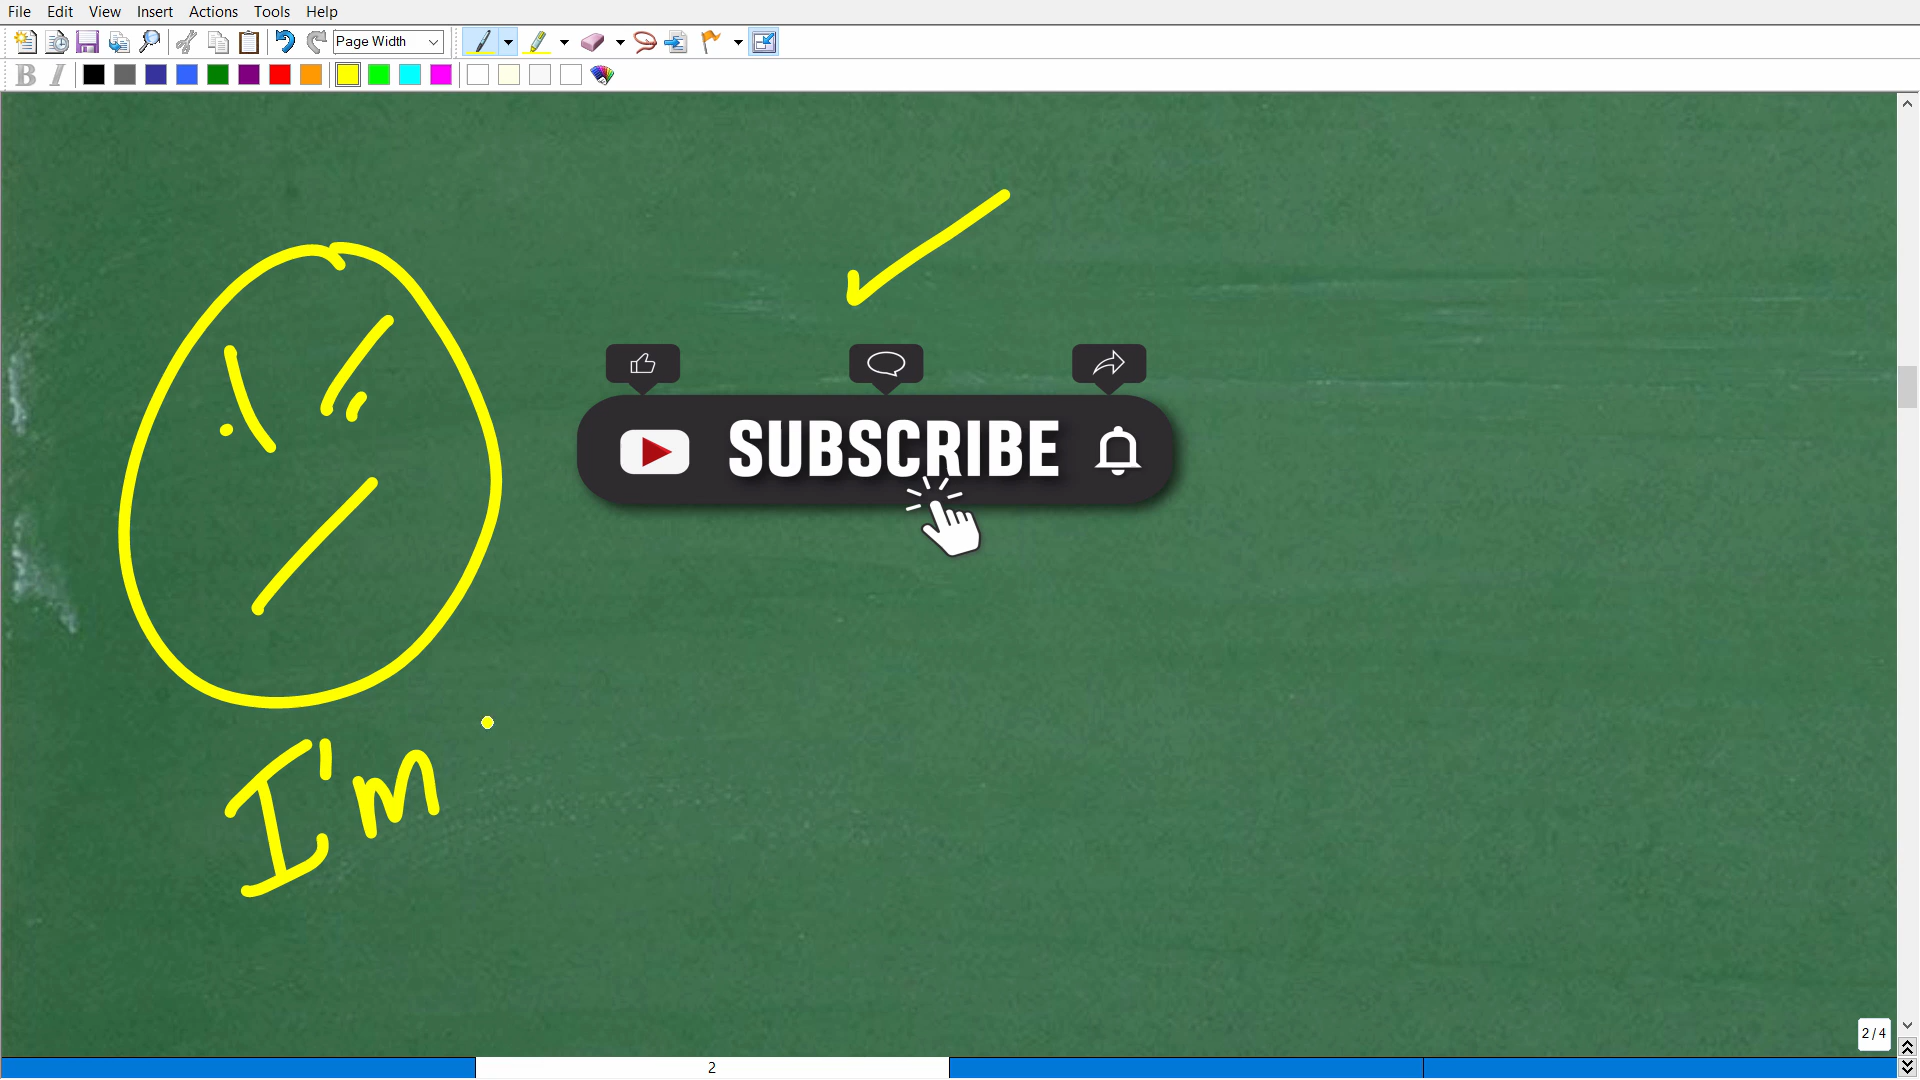 File Edit View Insert Actions Tools Help
Page Width
B I
SUBSCRIBE
I'm
2 / 4
2